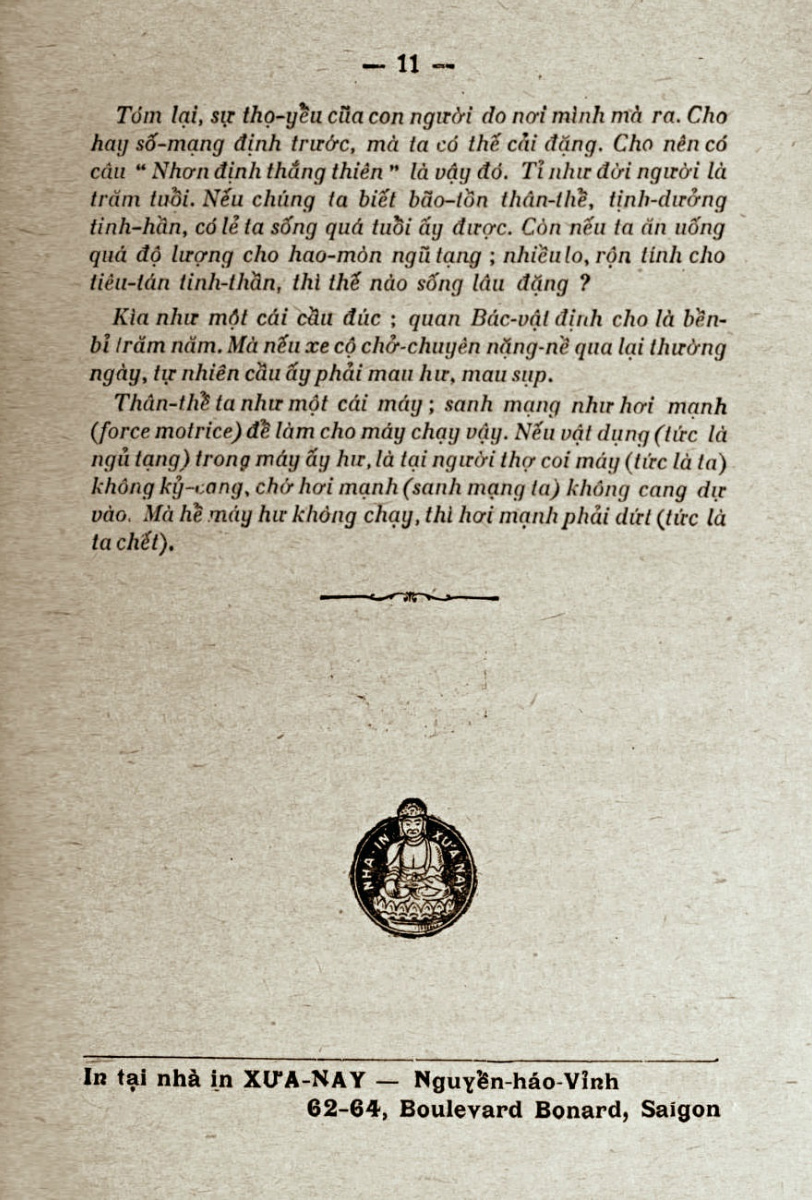 — 11 —
Tóm lại, sự thọ-yểu cũa con người do nơi mình mà ra. Cho
hay số-mạng định trước, mà ta có thế cải đặng. Cho nên có
câu “ Nhơn định thắng thiên ” là vậy đó. Tỉ như đời người là
trăm tuổi. Nếu chúng ta biết bão-tồn thân-thể, tịnh-dưởng
tinh-hần, có lẻ ta sống quá tuổi ấy được. Còn nếu ta ăn uống
quá độ lượng cho hao-mòn ngũ tạng ; nhiều lo, rộn tính cho
tiêu-tán tinh-thần, thì thế nào sống lâu đặng ?
Kìa như một cái cầu đúc ; quan Bác-vật định cho là bền-
bỉ trăm năm. Mà nếu xe cộ chở-chuyên nặng-nề qua lại thường
ngày, tự nhiên cầu ấy phải mau hư, mau sụp.
Thân-thể ta như một cái máy ; sanh mạng như hơi mạnh
(force motrice) để làm cho máy chạy vậy. Nếu vật dụng (tức là
ngủ tạng) trong máy ấy hư, là tại người thợ coi máy (tức là ta)
không kỷ-cang, chớ hơi mạnh (sanh mạng ta) không cang dự
vào. Mà hể máy hư không chạy, thì hơi mạnh phải dứt (tức là
ta chết).
NHA·IN XƯA NAY
In tại nhà in XƯA-NAY — Nguyễn-háo-Vỉnh
62-64, Boulevard Bonard, Saigon